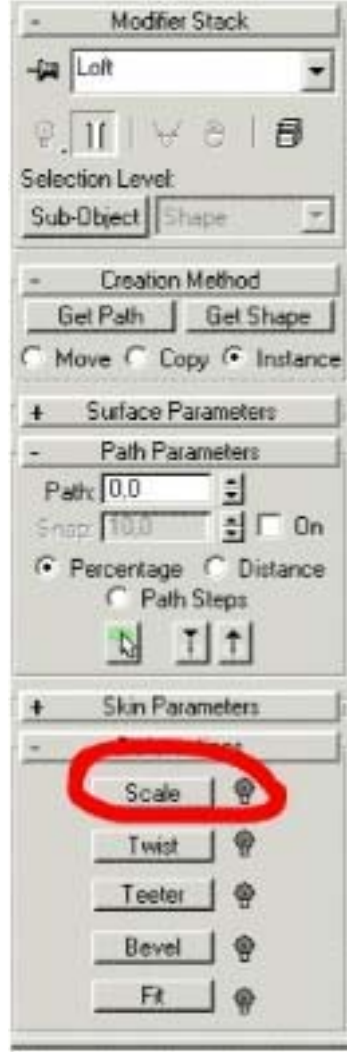 - Modifier Stack
Loft
Selection Level:
Sub-Object Shape
- Creation Method
Get Path Get Shape
Move Copy Instance
+ Surface Parameters
- Path Parameters
Path: 0,0
Snap: 10,0 On
Percentage Distance
Path Steps
+ Skin Parameters
-
Scale
Twist
Teeter
Bevel
Fit